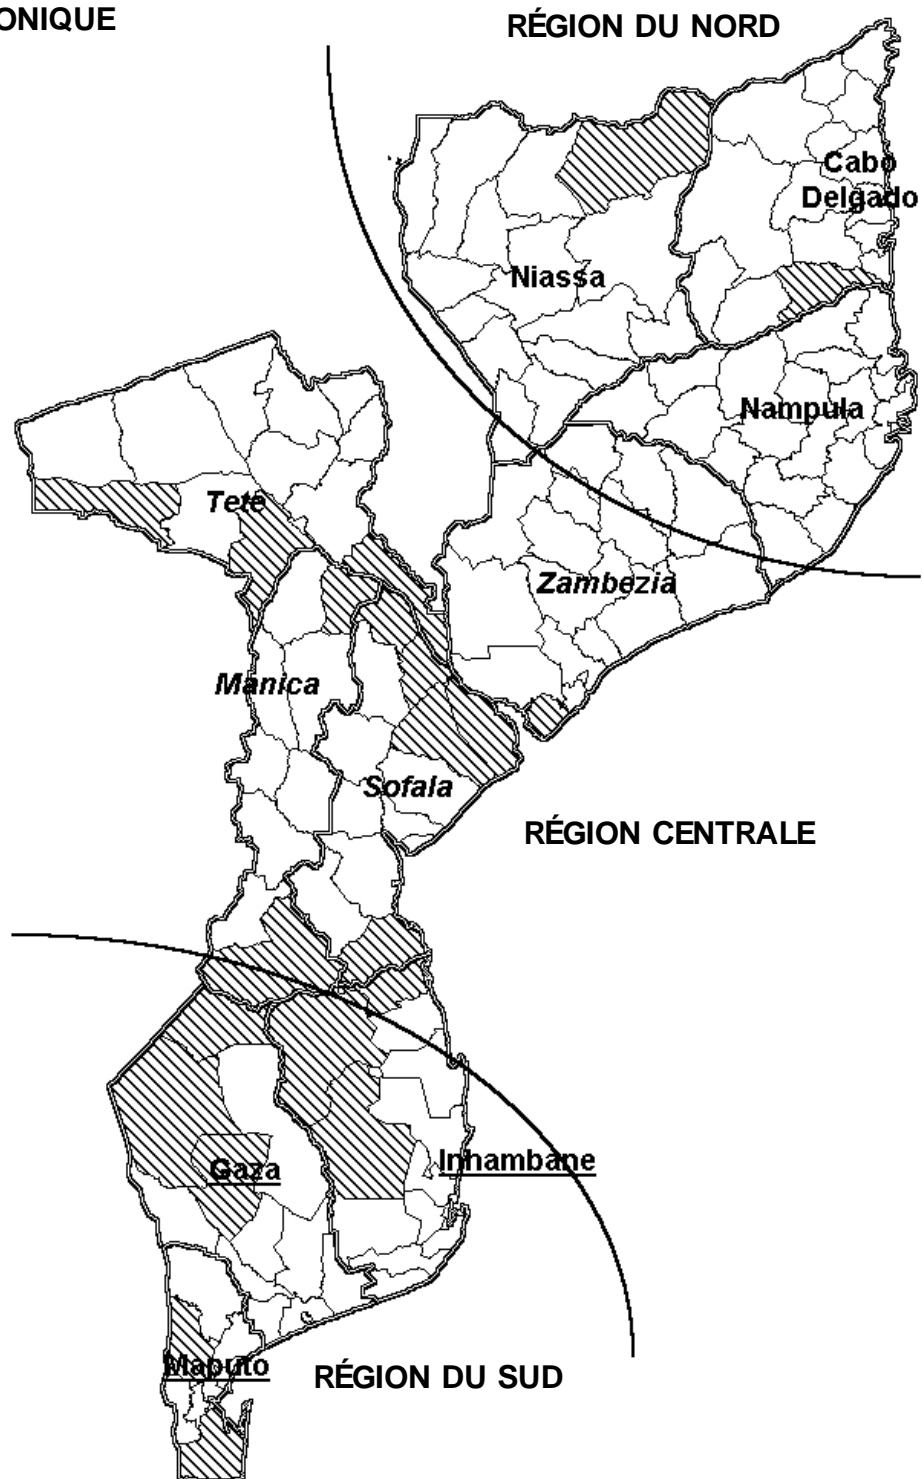 ONIQUE
RÉGION DU NORD
Cabo
Delgado
Niassa
Nampula
Tete
Zambezia
Manica
Sofala
RÉGION CENTRALE
Inhambane
Gaza
Maputo
RÉGION DU SUD